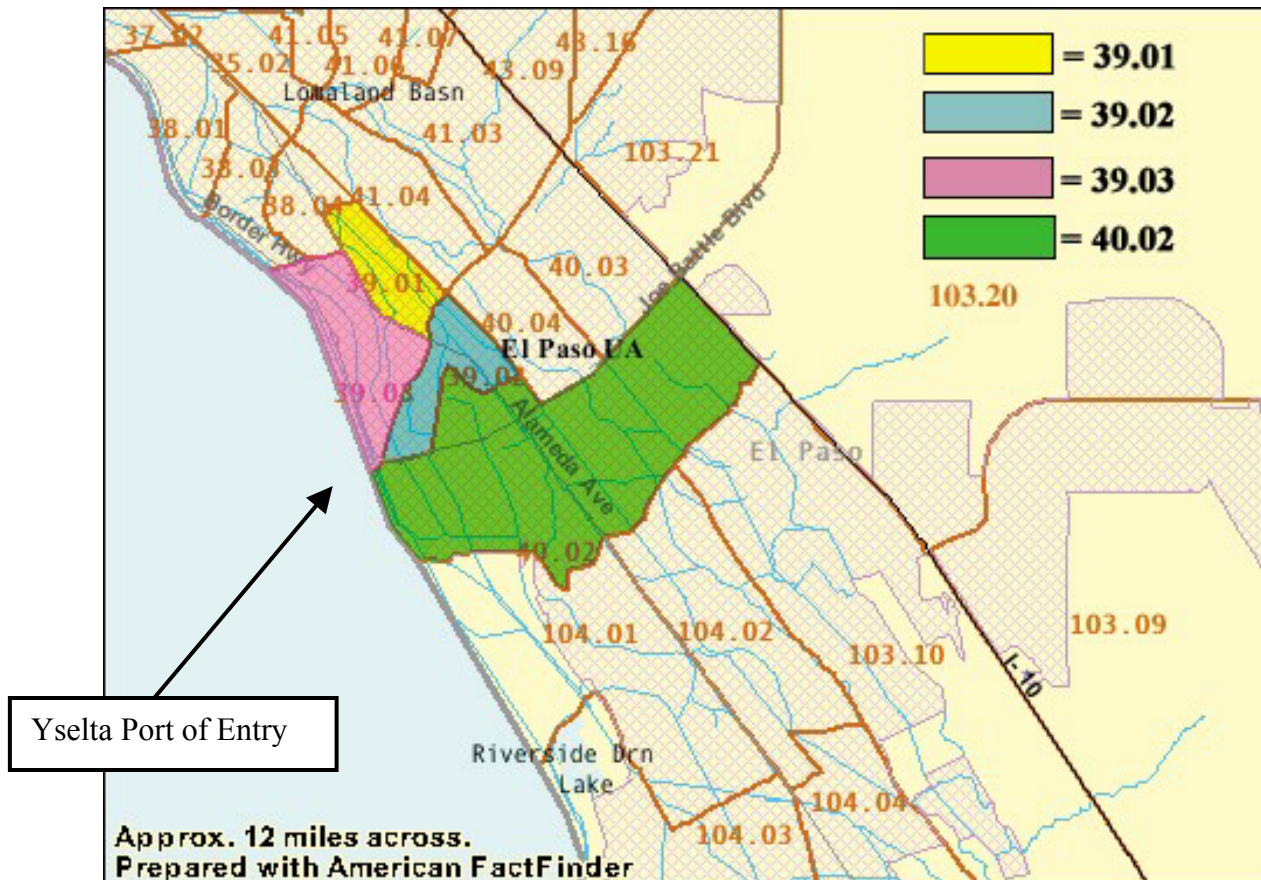 37.02
41.05
41.07
43.16
35.02
41.06
43.09
Lomaland Basn
38.01
41.03
103.21
38.03
38.04
41.04
Border Hwy
Joe Battle Blvd
= 39.01
= 39.02
= 39.03
= 40.02
39.01
40.03
103.20
40.04
El Paso UA
39.03
39.02
Alameda Ave
El Paso
40.02
104.01
104.02
103.10
103.09
I-10
Yselta Port of Entry
Riverside Drn
Lake
104.04
104.03
Approx. 12 miles across.
Prepared with American FactFinder